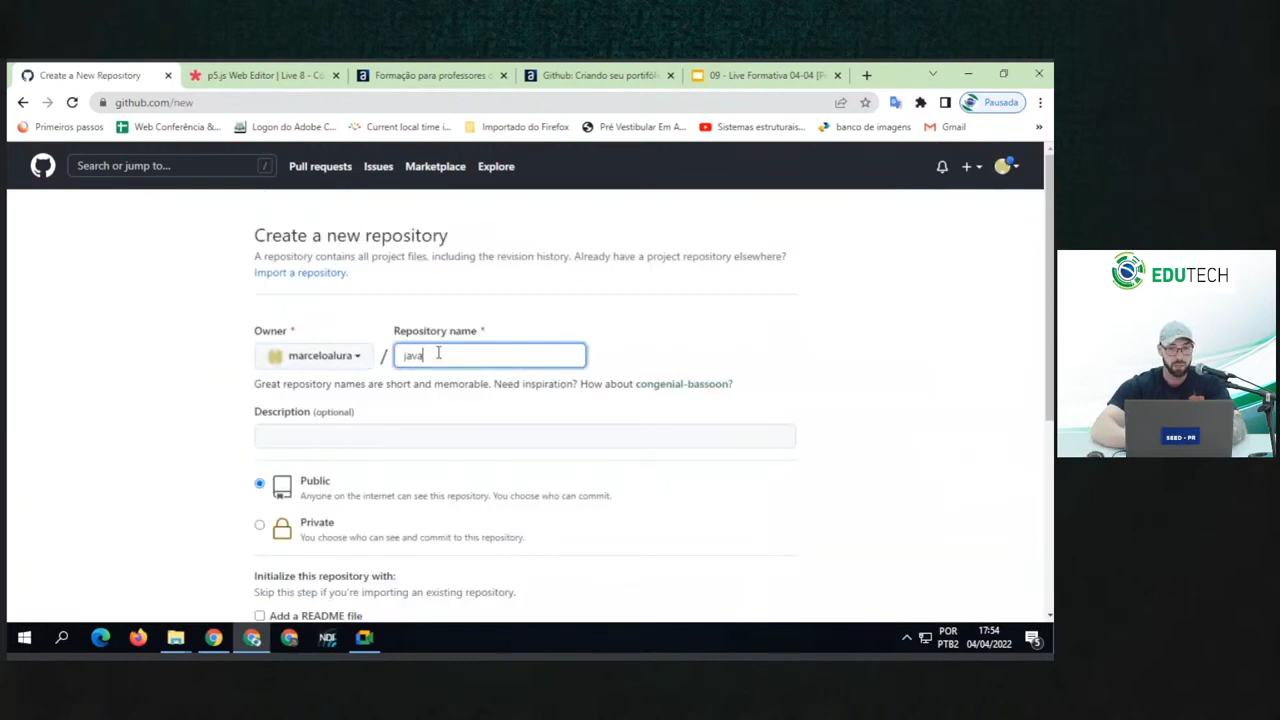 Create a New Repository
p5.js Web Editor | Live 8 - Có
Formação para professores d
Github: Criando seu portifól
09 - Live Formativa 04-04 [P
github.com/new
Pausada
Primeiros passos
Web Conferência &...
Logon do Adobe C...
Current local time i...
Importado do Firefox
Pré Vestibular Em A...
Sistemas estruturais...
banco de imagens
Gmail
»
Search or jump to... /
Pull requests Issues Marketplace Explore
Create a new repository
A repository contains all project files, including the revision history. Already have a project repository elsewhere?
Import a repository.
Owner * Repository name *
marceloalura / java
Great repository names are short and memorable. Need inspiration? How about congenial-bassoon?
Description (optional)
Public
Anyone on the internet can see this repository. You choose who can commit.
Private
You choose who can see and commit to this repository.
Initialize this repository with:
Skip this step if you're importing an existing repository.
Add a README file
POR
PTB2
17:54
04/04/2022
5
EDUTECH
SEED - PR